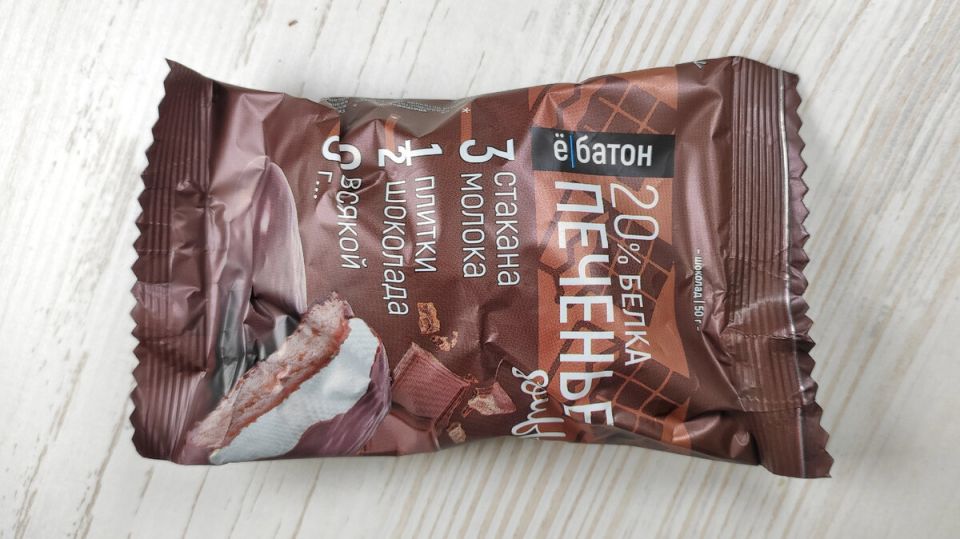 - шоколад | 50 г -
ё|батон
20% БЕЛКА
ПЕЧЕНЬЕ
*
3 СТАКАНА
МОЛОКА
1/2 ПЛИТКИ
ШОКОЛАДА
0 ВСЯКОЙ
Г...